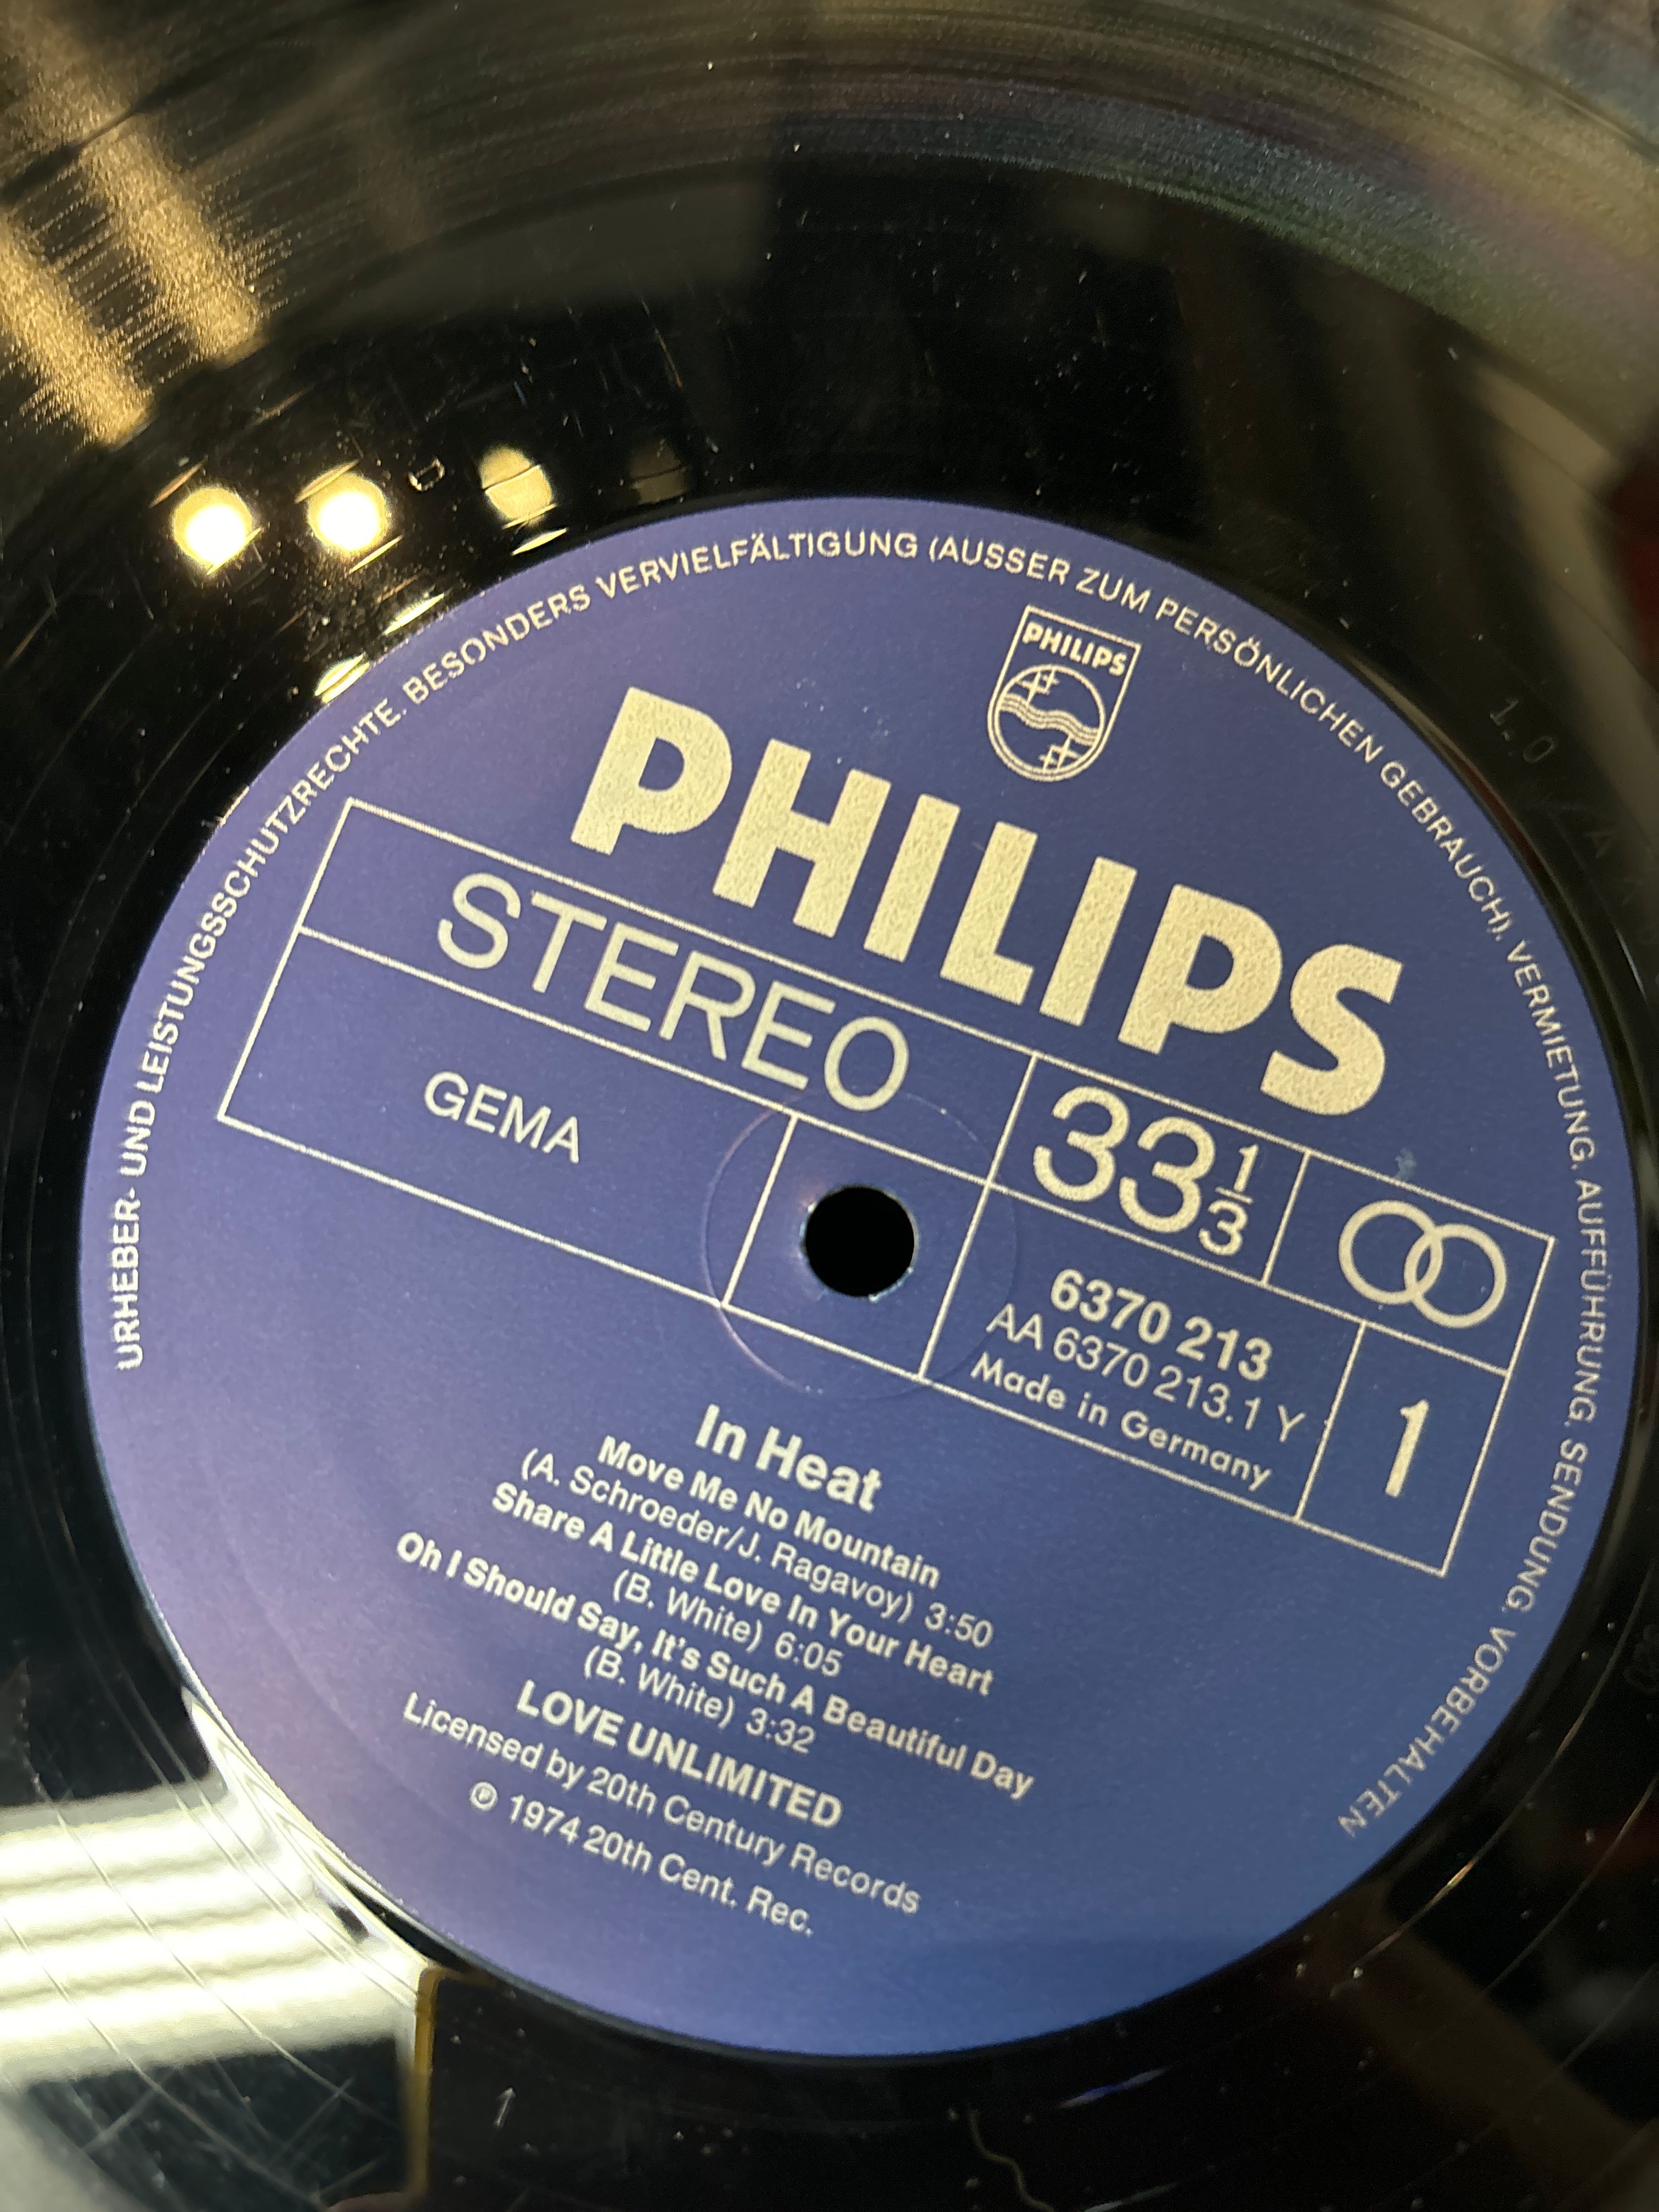 URHEBER- UND LEISTUNGSSCHUTZRECHTE. BESONDERS VERVIELFÄLTIGUNG (AUSSER ZUM PERSÖNLICHEN GEBRAUCH), VERMIETUNG, AUFFÜHRUNG, SENDUNG, VORBEHALTEN
PHILIPS
PHILIPS
STEREO
33 1/3
GEMA
6370 213
AA 6370 213.1 Y
Made in Germany
1
In Heat
Move Me No Mountain
(A. Schroeder/J. Ragavoy) 3:50
Share A Little Love In Your Heart
(B. White) 6:05
Oh I Should Say, It's Such A Beautiful Day
(B. White) 3:32
LOVE UNLIMITED
Licensed by 20th Century Records
℗ 1974 20th Cent. Rec.
1